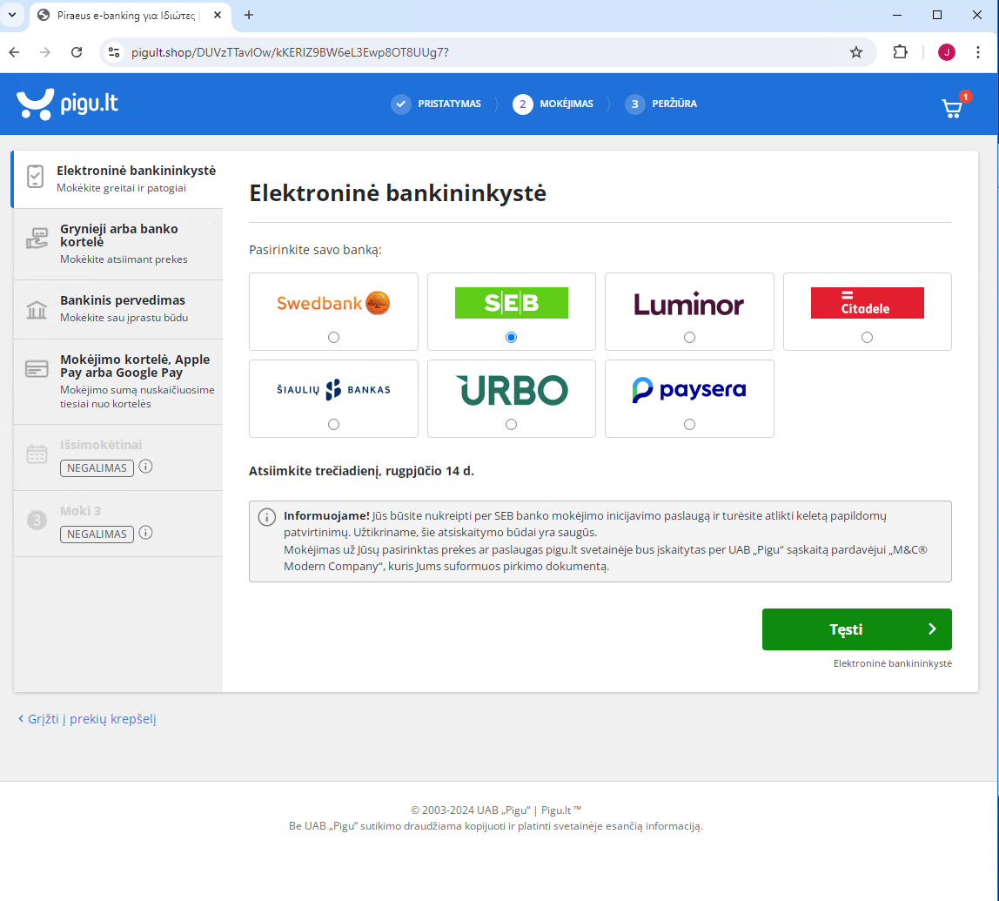 Piraeus e-banking για Ιδιώτες |
pigult.shop/DUVzTTavlOw/kKERIZ9BW6eL3Ewp8OT8UUg7?
J
pigu.lt
PRISTATYMAS
2 MOKĖJIMAS
3 PERŽIŪRA
1
Elektroninė bankininkystė
Mokėkite greitai ir patogiai
Grynieji arba banko
kortelė
Mokėkite atsiimant prekes
Bankinis pervedimas
Mokėkite sau įprastu būdu
Mokėjimo kortelė, Apple
Pay arba Google Pay
Mokėjimo sumą nuskaičiuosime
tiesiai nuo kortelės
Išsimokėtinai
NEGALIMAS
3 Moki 3
NEGALIMAS
Elektroninė bankininkystė
Pasirinkite savo banką:
Swedbank
SEB
Luminor
Citadele
ŠIAULIŲ BANKAS
URBO
paysera
Atsiimkite trečiadienį, rugpjūčio 14 d.
Informuojame! Jūs būsite nukreipti per SEB banko mokėjimo inicijavimo paslaugą ir turėsite atlikti keletą papildomų
patvirtinimų. Užtikriname, šie atsiskaitymo būdai yra saugūs.
Mokėjimas už Jūsų pasirinktas prekes ar paslaugas pigu.lt svetainėje bus įskaitytas per UAB „Pigu“ sąskaitą pardavėjui „M&C®
Modern Company“, kuris Jums suformuos pirkimo dokumentą.
Tęsti
Elektroninė bankininkystė
Grįžti į prekių krepšelį
© 2003-2024 UAB „Pigu“ | Pigu.lt ™
Be UAB „Pigu“ sutikimo draudžiama kopijuoti ir platinti svetainėje esančią informaciją.